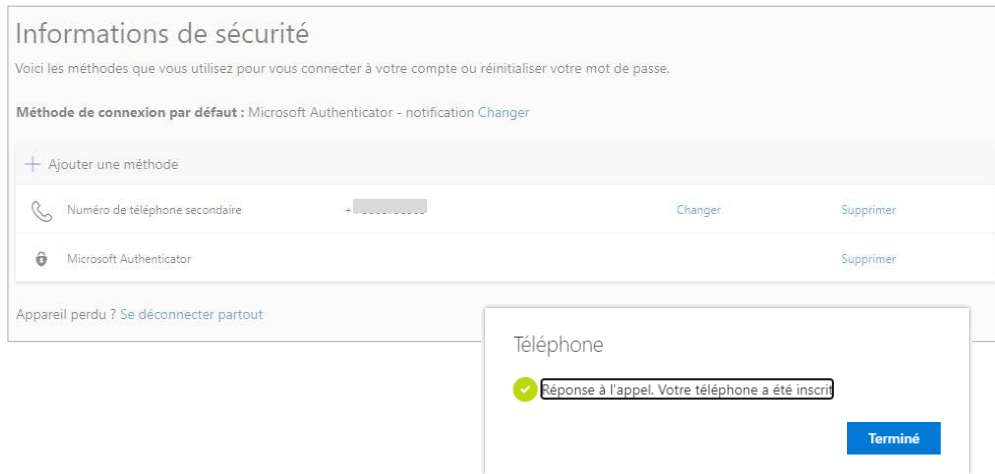 Informations de sécurité
Voici les méthodes que vous utilisez pour vous connecter à votre compte ou réinitialiser votre mot de passe.
Méthode de connexion par défaut : Microsoft Authenticator - notification Changer
Ajouter une méthode
Numéro de téléphone secondaire + Changer Supprimer
Microsoft Authenticator Supprimer
Appareil perdu ? Se déconnecter partout
Téléphone
Réponse à l'appel. Votre téléphone a été inscrit
Terminé